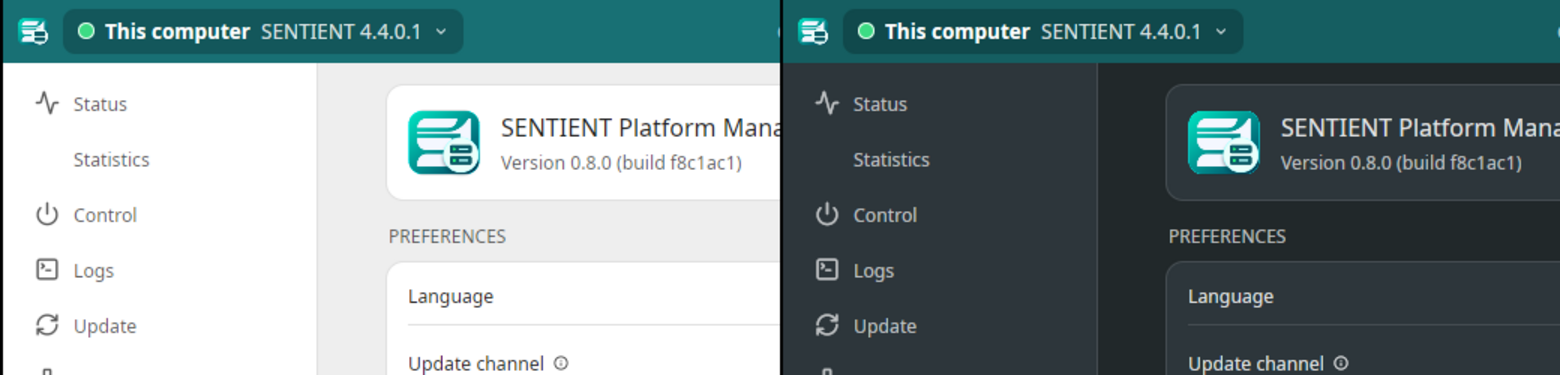 This computer SENTIENT 4.4.0.1
Status
Statistics
Control
Logs
Update
SENTIENT Platform Mana
Version 0.8.0 (build f8c1ac1)
PREFERENCES
Language
Update channel
This computer SENTIENT 4.4.0.1
Status
Statistics
Control
Logs
Update
SENTIENT Platform Mana
Version 0.8.0 (build f8c1ac1)
PREFERENCES
Language
Update channel